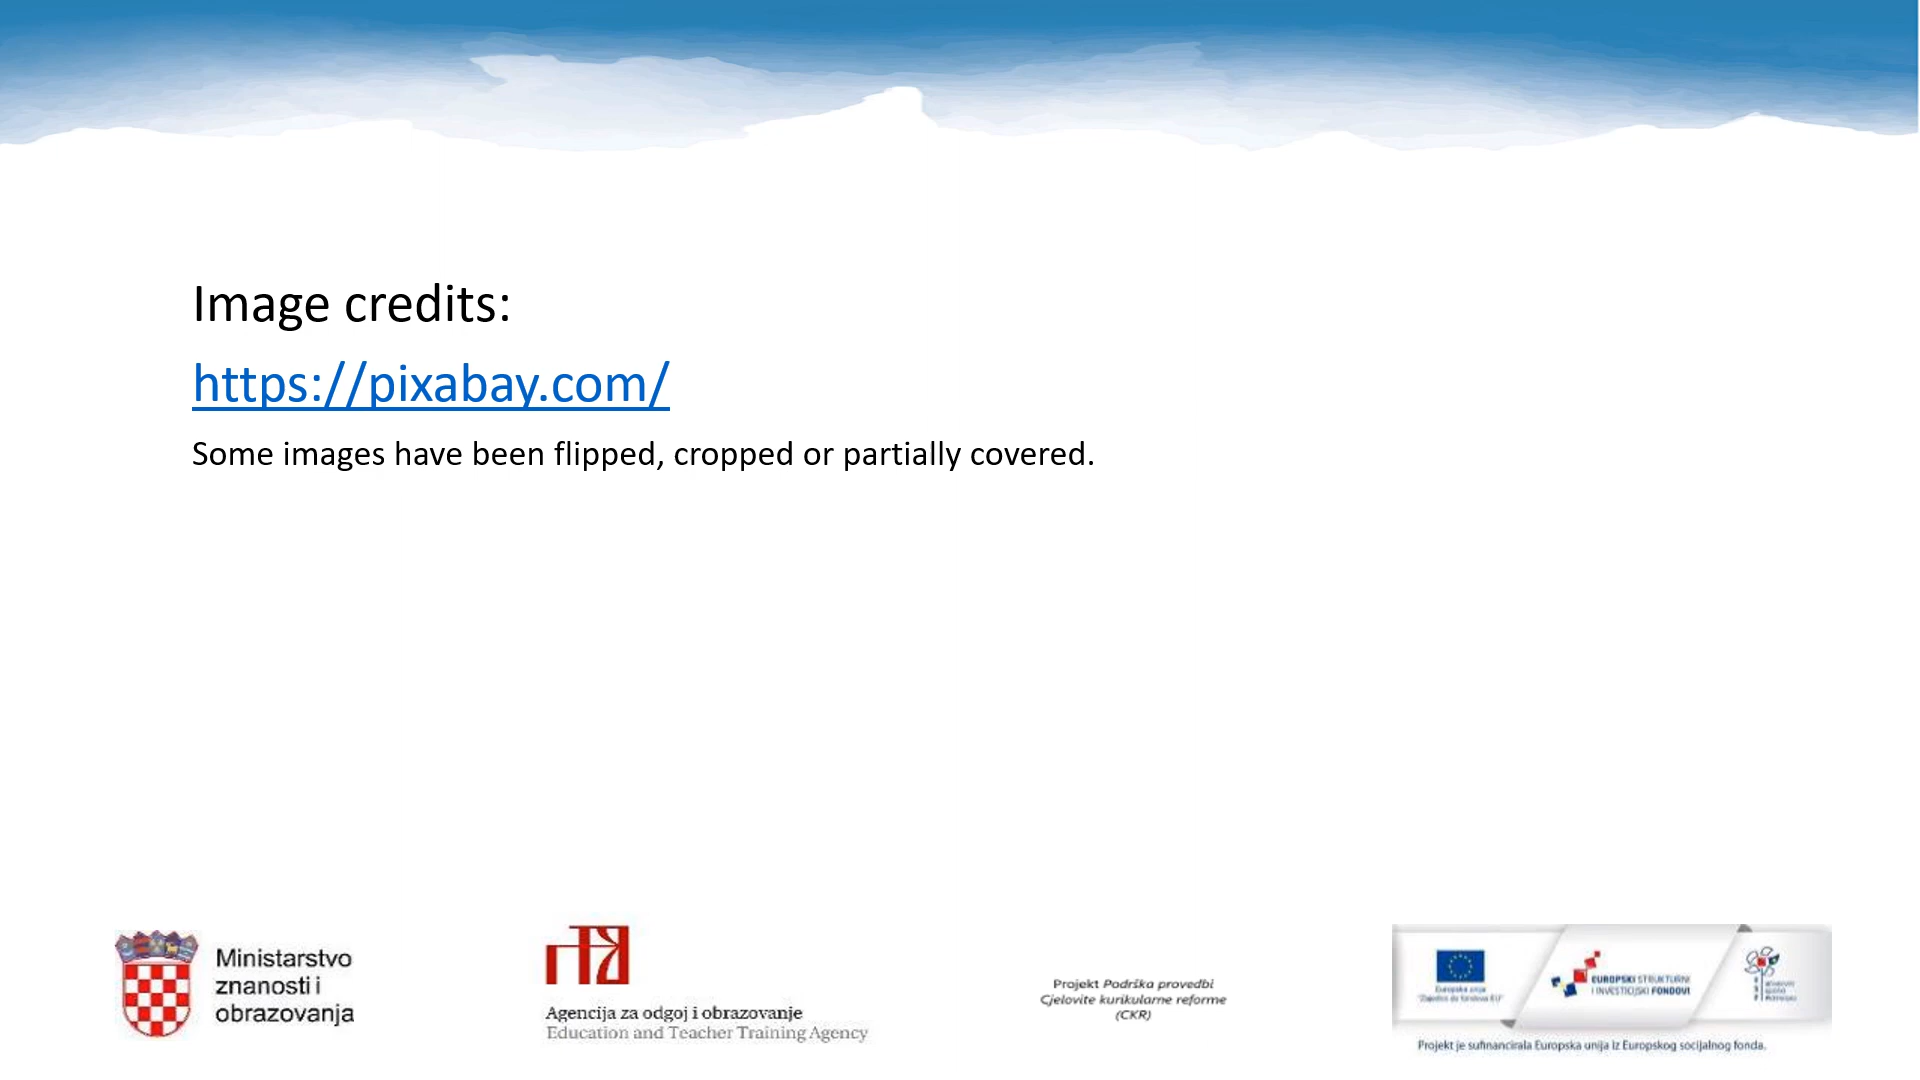 Image credits:
https://pixabay.com/
Some images have been flipped, cropped or partially covered.
Ministarstvo
znanosti i
obrazovanja
Agencija za odgoj i obrazovanje
Education and Teacher Training Agency
Projekt Podrška provedbi
Cjelovite kurikularne reforme
(CKR)
Europska unija
EUROPSKI STRUKTURNI
I INVESTICIJSKI FONDOVI
Projekt je sufinancirala Europska unija iz Europskog socijalnog fonda.